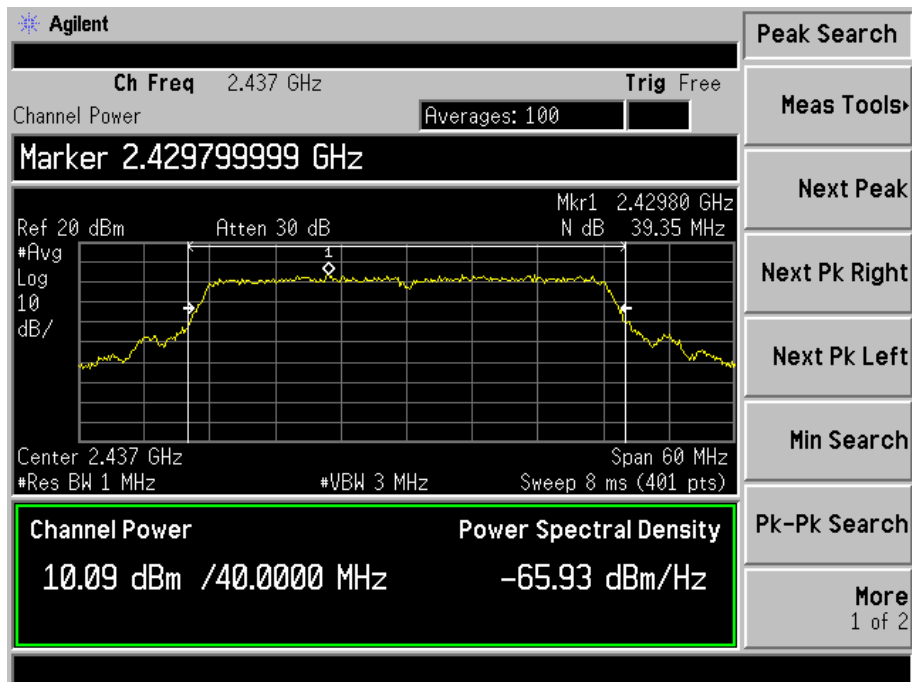 Agilent
Peak Search
Ch Freq 2.437 GHz Trig Free
Channel Power Averages: 100
Meas Tools
Marker 2.429799999 GHz
Next Peak
Mkr1 2.42980 GHz
Ref 20 dBm Atten 30 dB N dB 39.35 MHz
#Avg
Log
10
dB/
1
Next Pk Right
Next Pk Left
Center 2.437 GHz Span 60 MHz
#Res BW 1 MHz #VBW 3 MHz Sweep 8 ms (401 pts)
Min Search
Channel Power Power Spectral Density
10.09 dBm /40.0000 MHz -65.93 dBm/Hz
Pk-Pk Search
More
1 of 2